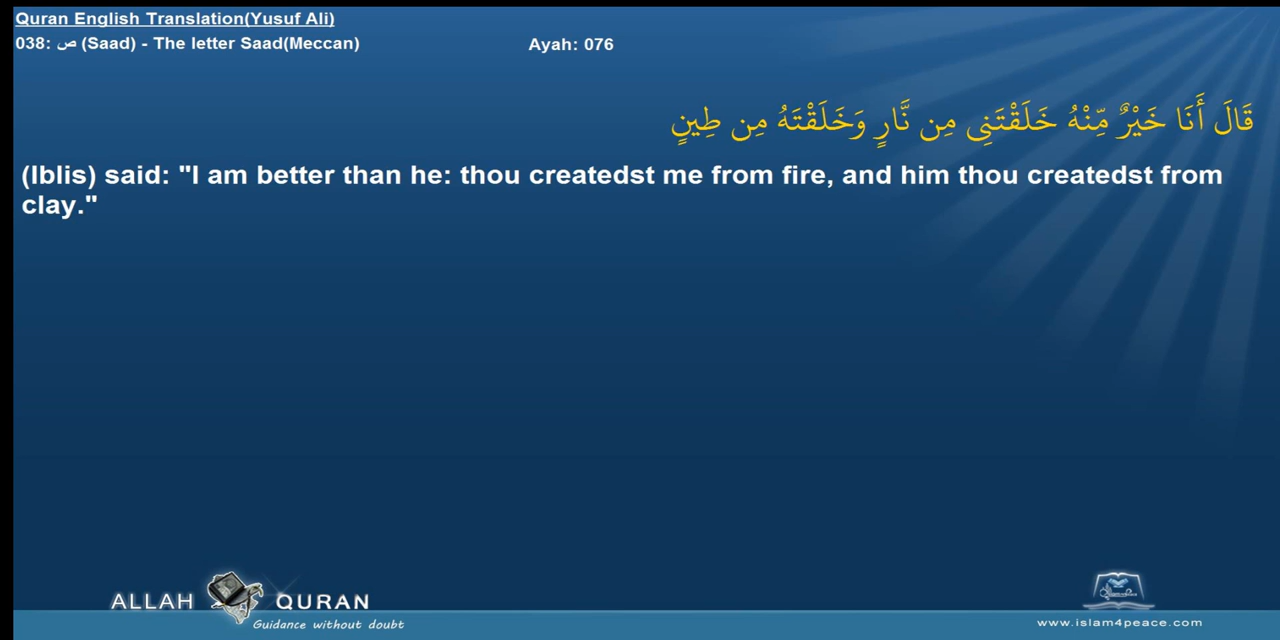 Quran English Translation(Yusuf Ali)
038: ص (Saad) - The letter Saad(Meccan) Ayah: 076
قَالَ أَنَا خَيْرٌ مِّنْهُ خَلَقْتَنِى مِن نَّارٍ وَخَلَقْتَهُ مِن طِينٍ
(Iblis) said: "I am better than he: thou createdst me from fire, and him thou createdst from
clay."
ALLAH QURAN
Guidance without doubt
www.islam4peace.com